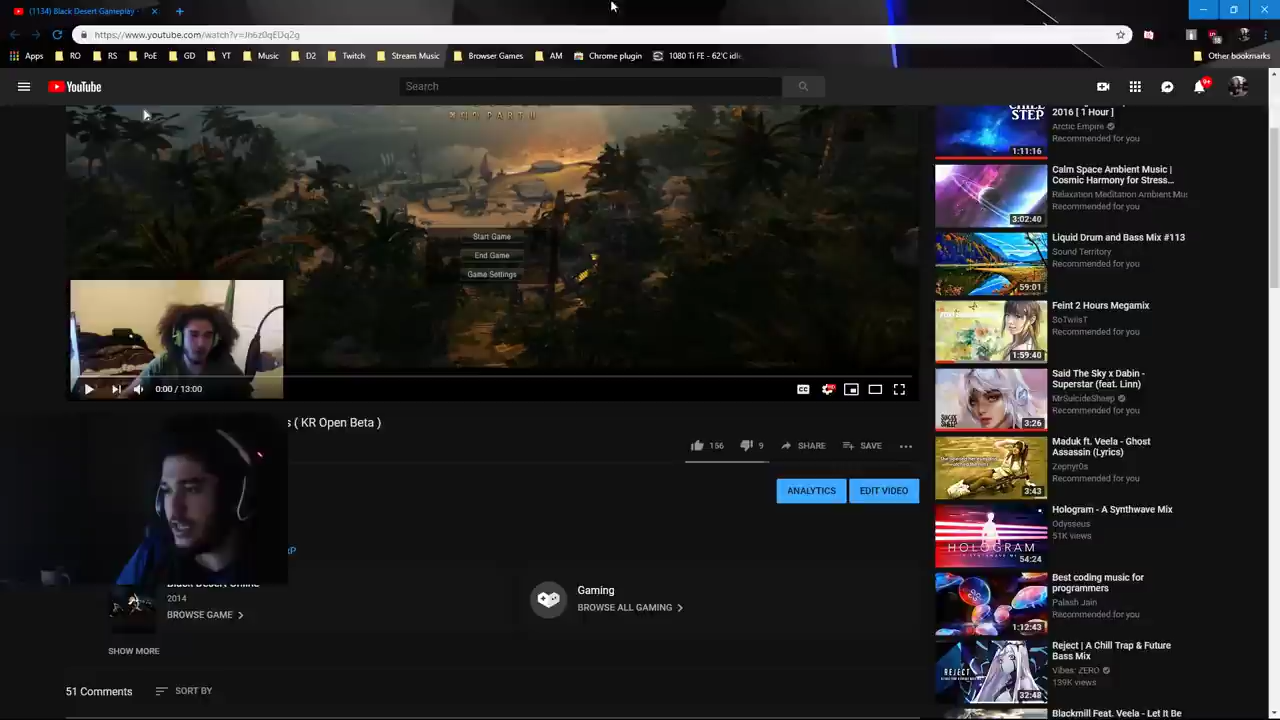 (1134) Black Desert Gameplay
https://www.youtube.com/watch?v=Jh6z0qEDq2g
Apps RO RS PoE GD YT Music D2 Twitch Stream Music Browser Games AM Chrome plugin 1080 Ti FE - 62°C idle Other bookmarks
YouTube
Search
9+
Start Game
End Game
Game Settings
0:00 / 13:00
CC
HD
s ( KR Open Beta )
156 9 SHARE SAVE
ANALYTICS EDIT VIDEO
Black Desert Online
2014
BROWSE GAME
Gaming
BROWSE ALL GAMING
SHOW MORE
51 Comments SORT BY
STEP
1:11:16
2016 [ 1 Hour ]
Arctic Empire
Recommended for you
3:02:40
Calm Space Ambient Music |
Cosmic Harmony for Stress...
Relaxation Meditation Ambient Mus
Recommended for you
59:01
Liquid Drum and Bass Mix #113
Sound Territory
Recommended for you
1:59:40
Feint 2 Hours Megamix
SoTwiisT
Recommended for you
3:26
Said The Sky x Dabin -
Superstar (feat. Linn)
MrSuicideSheep
Recommended for you
3:43
Maduk ft. Veela - Ghost
Assassin (Lyrics)
Zephyr0s
Recommended for you
HOLOGRAM
54:24
Hologram - A Synthwave Mix
Odysseus
51K views
1:12:43
Best coding music for
programmers
Palash Jain
Recommended for you
REJECT
32:48
Reject | A Chill Trap & Future
Bass Mix
Vibes: ZERO
139K views
Blackmill Feat. Veela - Let It Be